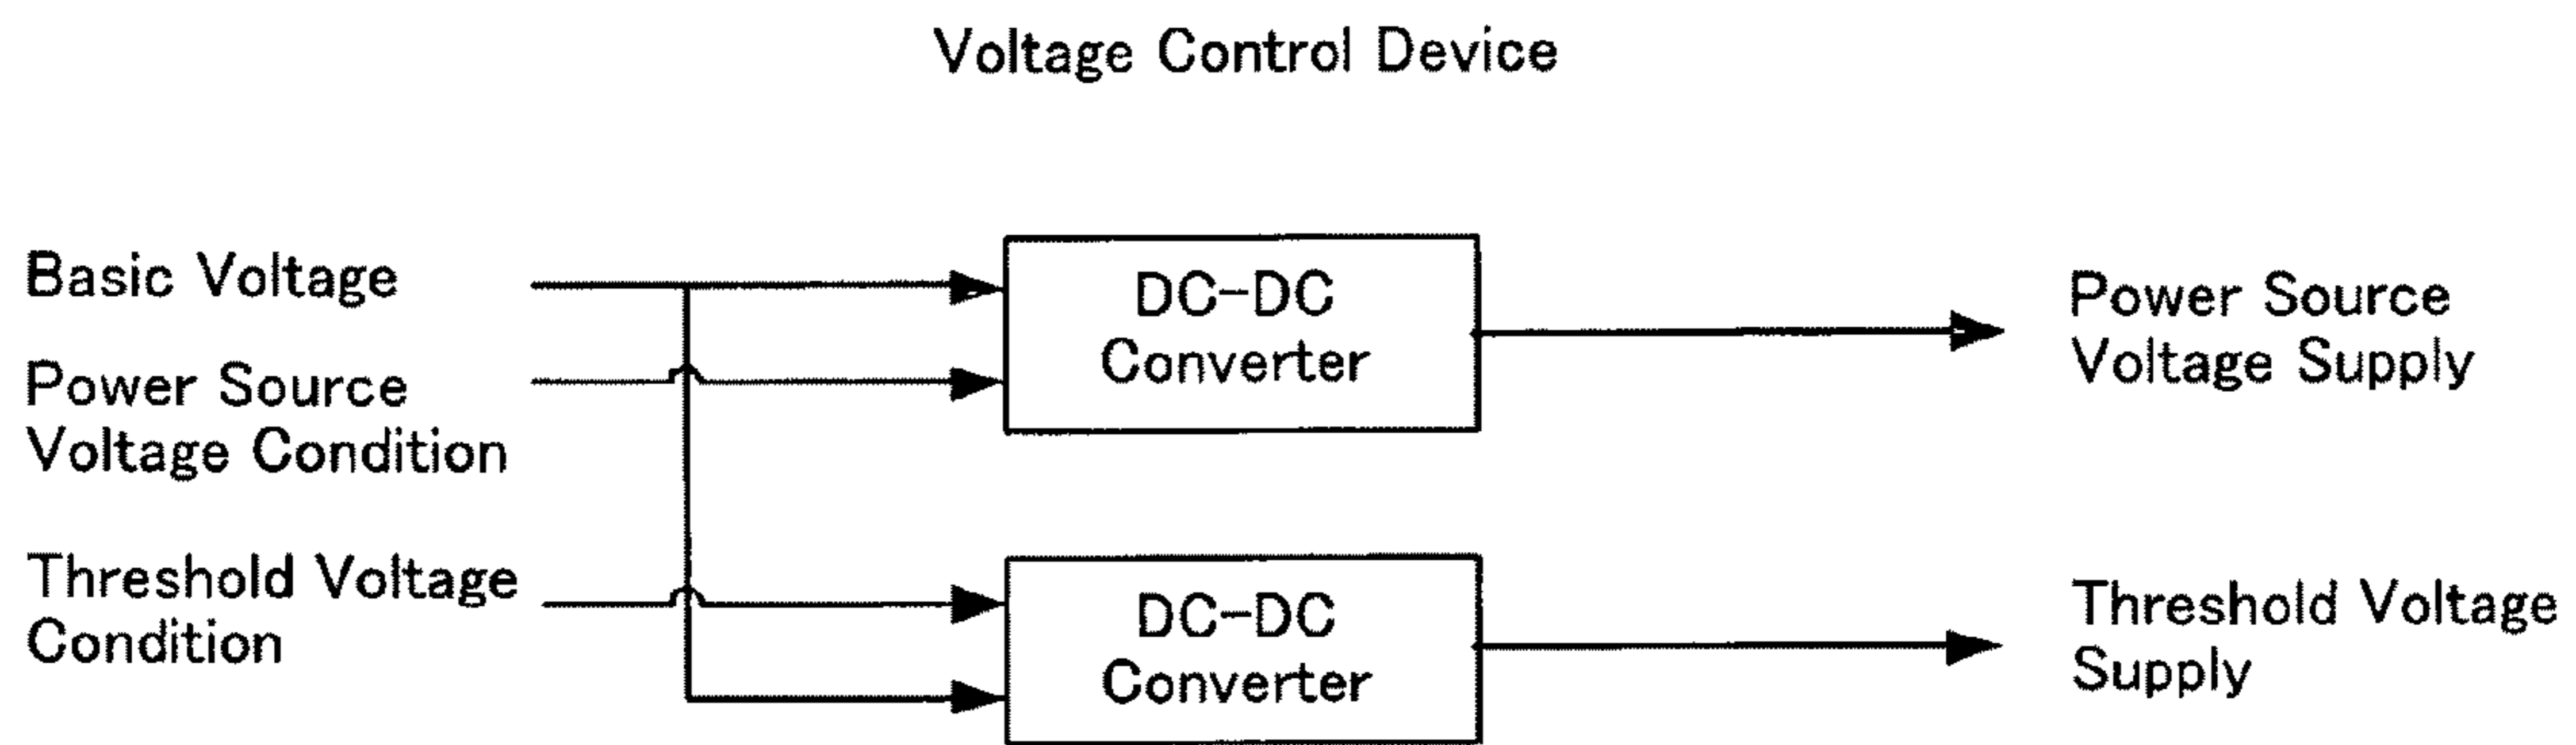 Voltage Control Device
Basic Voltage
Power Source
Voltage Condition
Threshold Voltage
Condition
DC-DC
Converter
DC-DC
Converter
Power Source
Voltage Supply
Threshold Voltage
Supply